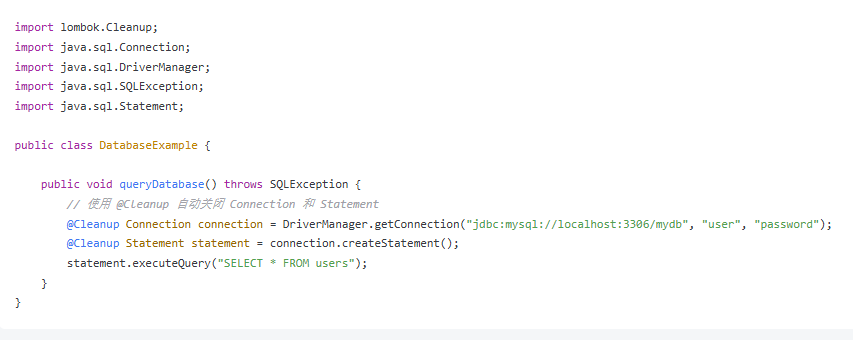 import lombok.Cleanup;
import java.sql.Connection;
import java.sql.DriverManager;
import java.sql.SQLException;
import java.sql.Statement;
public class DatabaseExample {
public void queryDatabase() throws SQLException {
// 使用 @Cleanup 自动关闭 Connection 和 Statement
@Cleanup Connection connection = DriverManager.getConnection("jdbc:mysql://localhost:3306/mydb", "user", "password");
@Cleanup Statement statement = connection.createStatement();
statement.executeQuery("SELECT * FROM users");
}
}